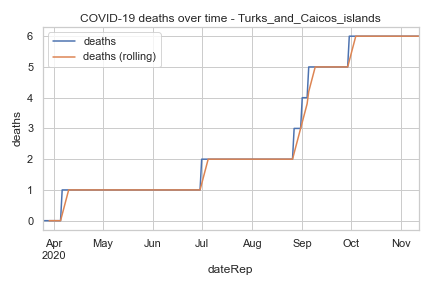 COVID-19 deaths over time - Turks_and_Caicos_islands
deaths
deaths (rolling)
6
5
4
3
2
1
0
deaths
Apr May Jun Jul Aug Sep Oct Nov
2020
dateRep